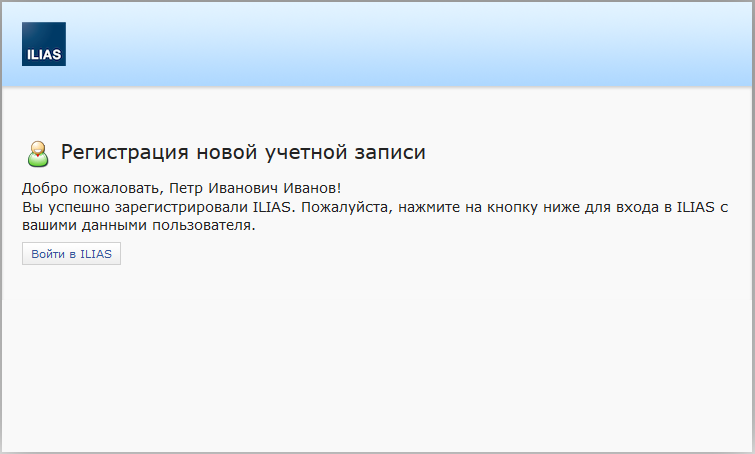 ILIAS
Регистрация новой учетной записи
Добро пожаловать, Петр Иванович Иванов!
Вы успешно зарегистрировали ILIAS. Пожалуйста, нажмите на кнопку ниже для входа в ILIAS с
вашими данными пользователя.
Войти в ILIAS